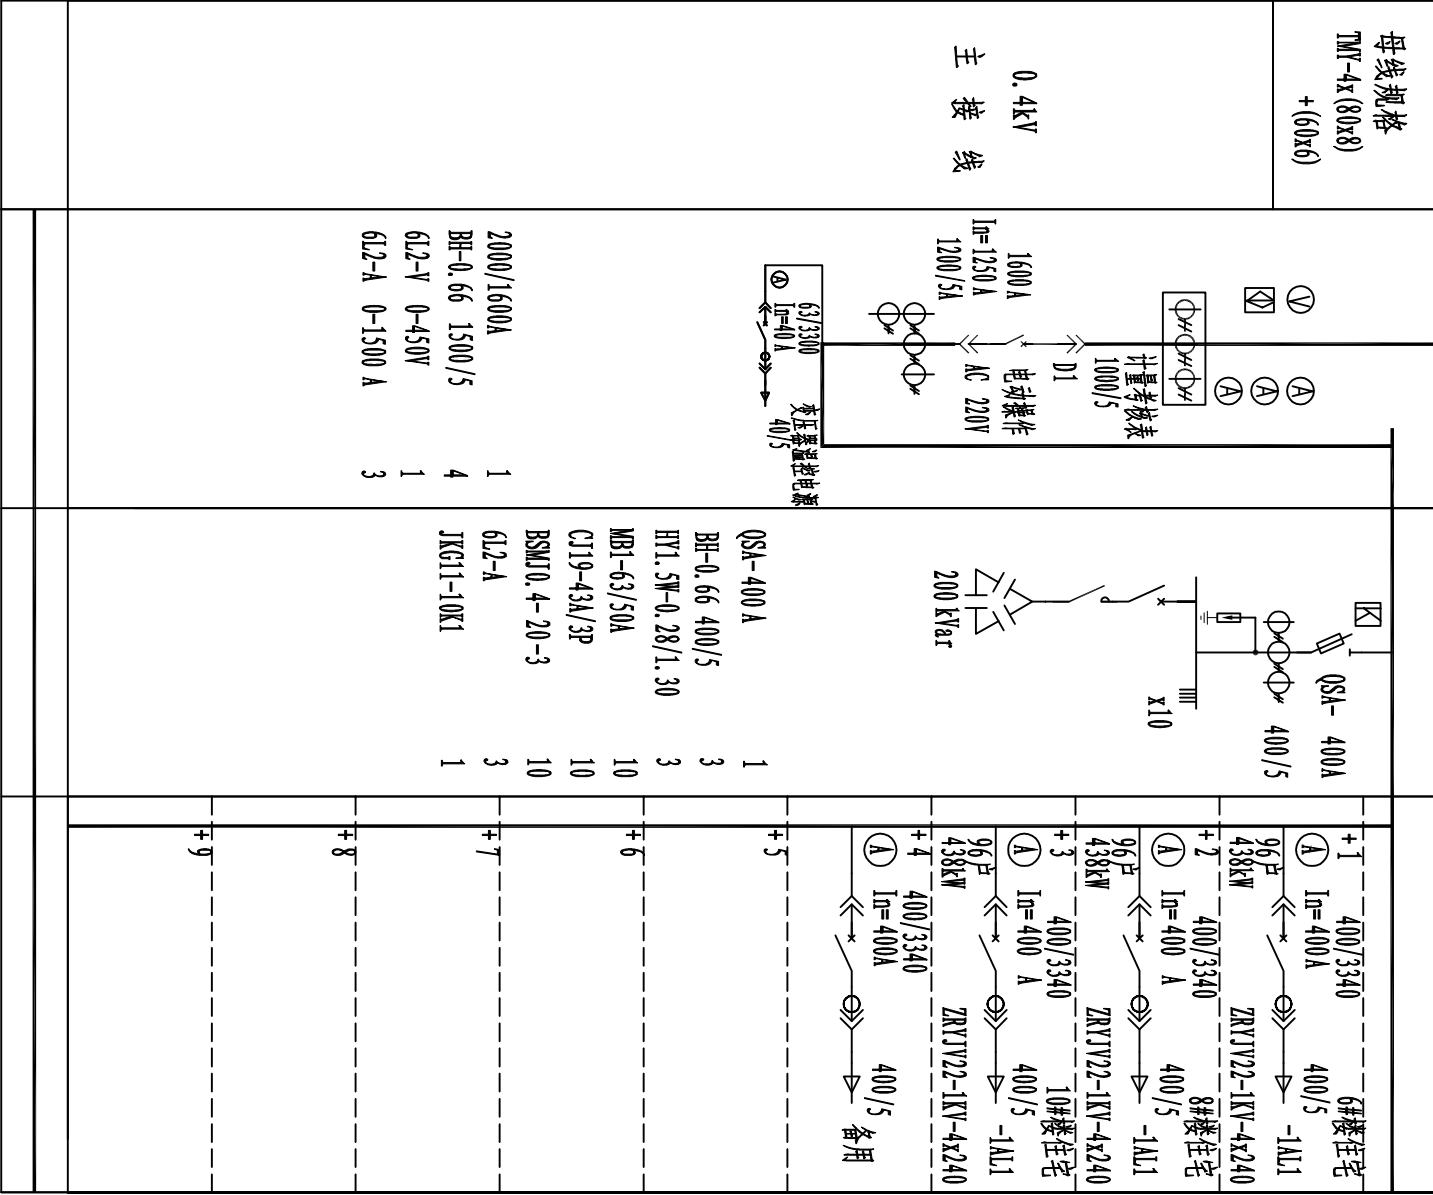 母线规格
TMY-4x(80x8)
+(60x6)
0.4kV
主 接 线
1600 A
In=1250 A
1200/5A
计量考核表
1000/5
D1
电动操作
AC 220V
V
A
A
A
A
63/3300
In=40 A
变压器温控电源
40/5
2000/1600A 1
BH-0.66 1500/5 4
6L2-V 0-450V 1
6L2-A 0-1500 A 3
K
QSA- 400A
400/5
x10
200 kVar
QSA-400 A 1
BH-0.66 400/5 3
HY1.5W-0.28/1.30 3
MB1-63/50A 10
CJ19-43A/3P 10
BSMJ0.4-20-3 10
6L2-A 3
JKG11-10K1 1
+1 400/3340 6#楼住宅
A In=400A 400/5 -1AL1
96户
438kW ZRYJV22-1KV-4x240
+2 400/3340 8#楼住宅
A In=400 A 400/5 -1AL1
96户
438kW ZRYJV22-1KV-4x240
+3 400/3340 10#楼住宅
A In=400 A 400/5 -1AL1
96户
438kW ZRYJV22-1KV-4x240
+4 400/3340
A In=400A 400/5
备用
+5
+6
+7
+8
+9